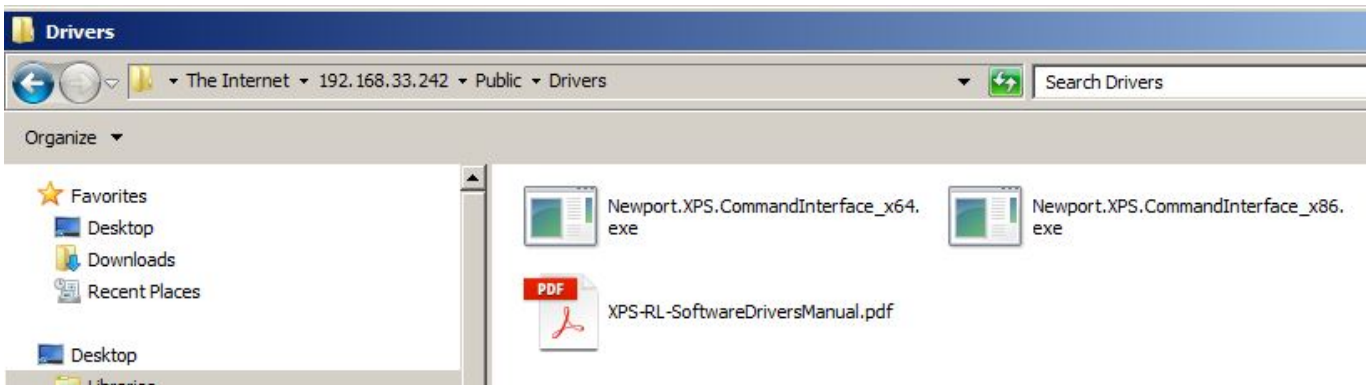 Drivers
The Internet 192.168.33.242 Public Drivers
Search Drivers
Organize
Favorites
Desktop
Downloads
Recent Places
Desktop
Libraries
Newport.XPS.CommandInterface_x64.
exe
Newport.XPS.CommandInterface_x86.
exe
PDF
XPS-RL-SoftwareDriversManual.pdf